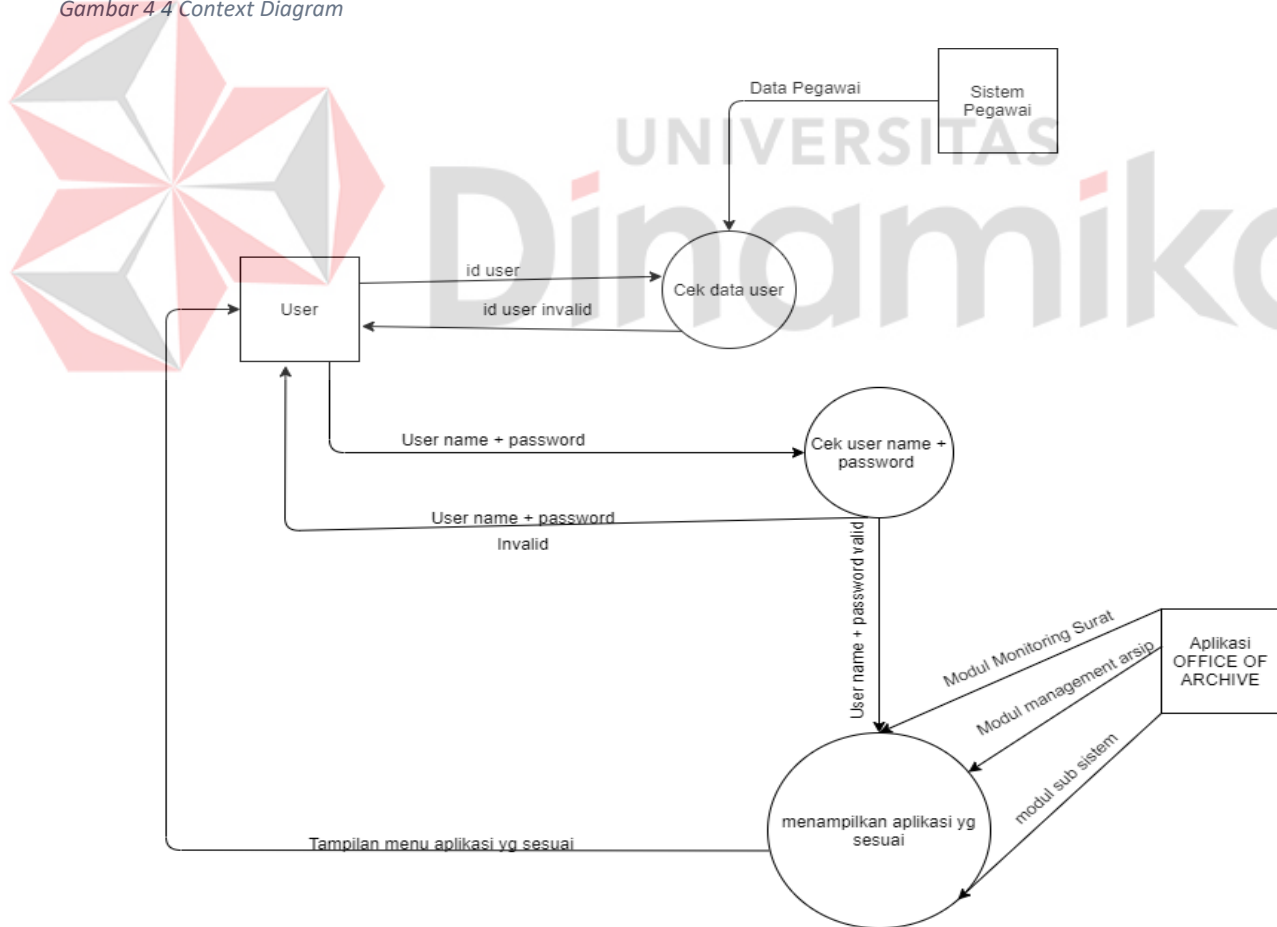 Gambar 4 4 Context Diagram
Data Pegawai
Sistem
Pegawai
UNIVERSITAS
Dinamika
id user
Cek data user
User
id user invalid
User name + password
Cek user name +
password
User name + password
Invalid
User name + password valid
Modul Monitoring Surat
Modul management arsip
modul sub sistem
Aplikasi
OFFICE OF
ARCHIVE
menampilkan aplikasi yg
sesuai
Tampilan menu aplikasi yg sesuai